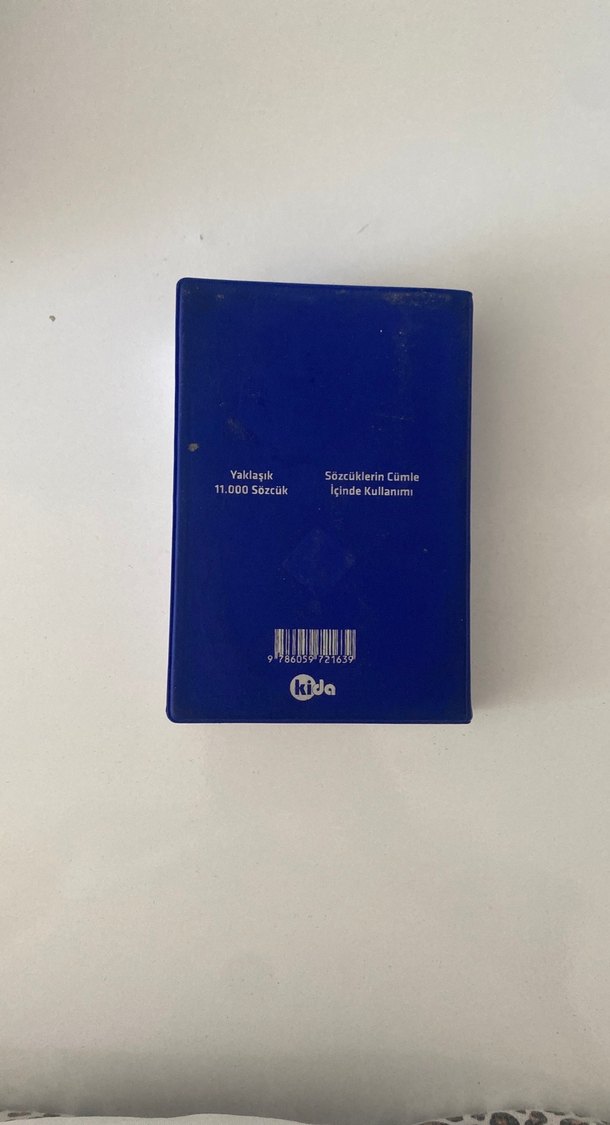 Yaklaşık
11.000 Sözcük
Sözcüklerin Cümle
İçinde Kullanımı
9 786059 721639
kida